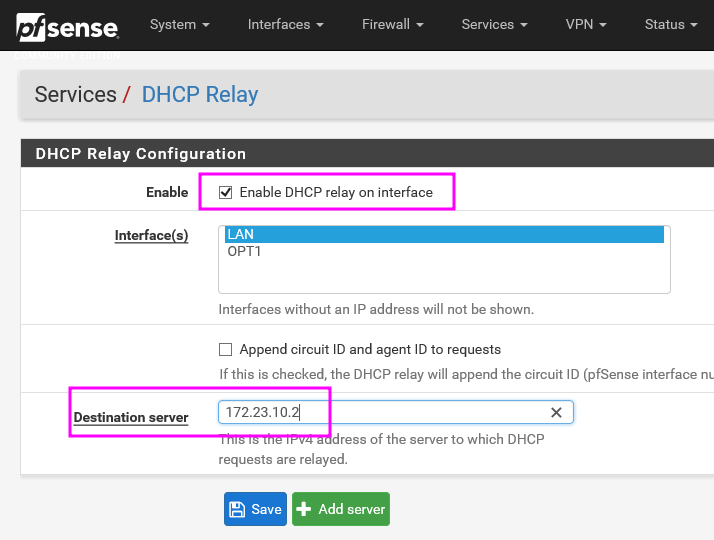 pfsense
System
Interfaces
Firewall
Services
VPN
Status
COMMUNITY EDITION
Services / DHCP Relay
DHCP Relay Configuration
Enable
Enable DHCP relay on interface
Interface(s)
LAN
OPT1
Interfaces without an IP address will not be shown.
Append circuit ID and agent ID to requests
If this is checked, the DHCP relay will append the circuit ID (pfSense interface nu
Destination server
172.23.10.2
This is the IPv4 address of the server to which DHCP
requests are relayed.
Save
Add server